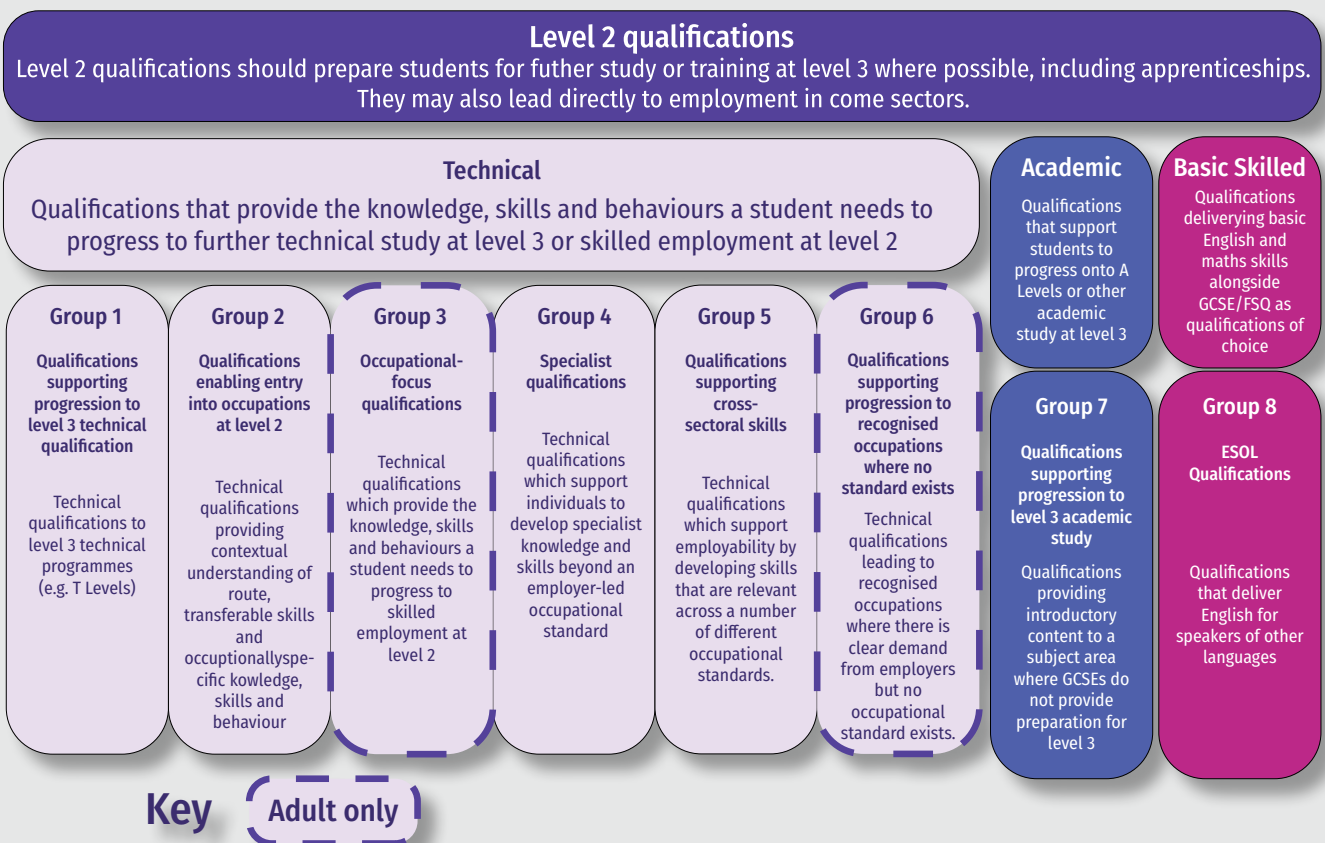 Level 2 qualifications
Level 2 qualifications should prepare students for futher study or training at level 3 where possible, including apprenticeships.
They may also lead directly to employment in come sectors.
Technical
Qualifications that provide the knowledge, skills and behaviours a student needs to
progress to further technical study at level 3 or skilled employment at level 2
Academic
Qualifications
that support
students to
progress onto A
Levels or other
academic
study at level 3
Basic Skilled
Qualifications
deliverying basic
English and
maths skills
alongside
GCSE/FSQ as
qualifications of
choice
Group 1
Qualifications
supporting
progression to
level 3 technical
qualification
Technical
qualifications to
level 3 technical
programmes
(e.g. T Levels)
Group 2
Qualifications
enabling entry
into occupations
at level 2
Technical
qualifications
providing
contextual
understanding of
route,
transferable skills
and
occuptionallyspe-
cific kowledge,
skills and
behaviour
Group 3
Occupational-
focus
qualifications
Technical
qualifications
which provide the
knowledge, skills
and behaviours a
student needs to
progress to
skilled
employment at
level 2
Group 4
Specialist
qualifications
Technical
qualifications
which support
individuals to
develop specialist
knowledge and
skills beyond an
employer-led
occupational
standard
Group 5
Qualifications
supporting
cross-
sectoral skills
Technical
qualifications
which support
employability by
developing skills
that are relevant
across a number
of different
occupational
standards.
Group 6
Qualifications
supporting
progression to
recognised
occupations
where no
standard exists
Technical
qualifications
leading to
recognised
occupations
where there is
clear demand
from employers
but no
occupational
standard exists.
Group 7
Qualifications
supporting
progression to
level 3 academic
study
Qualifications
providing
introductory
content to a
subject area
where GCSEs do
not provide
preparation for
level 3
Group 8
ESOL
Qualifications
Qualifications
that deliver
English for
speakers of other
languages
Key
Adult only